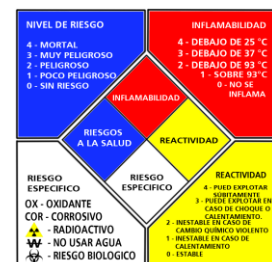 NIVEL DE RIESGO
4 - MORTAL
3 - MUY PELIGROSO
2 - PELIGROSO
1 - POCO PELIGROSO
0 - SIN RIESGO
INFLAMABILIDAD
4 - DEBAJO DE 25 °C
3 - DEBAJO DE 37 °C
2 - DEBAJO DE 93 °C
1 - SOBRE 93°C
0 - NO SE
INFLAMA
INFLAMABILIDAD
RIESGOS
A LA SALUD
REACTIVIDAD
RIESGO
ESPECIFICO
RIESGO
ESPECIFICO
OX - OXIDANTE
COR - CORROSIVO
- RADIOACTIVO
W - NO USAR AGUA
- RIESGO BIOLOGICO
REACTIVIDAD
4 - PUED EXPLOTAR
SÚBITAMENTE
3 - PUEDE EXPLOTAR EN
CASO DE CHOQUE O
CALENTAMIENTO.
2 - INESTABLE EN CASO DE
CAMBIO QUÍMICO VIOLENTO
1 - INESTABLE EN CASO DE
CALENTAMIENTO
0 - ESTABLE